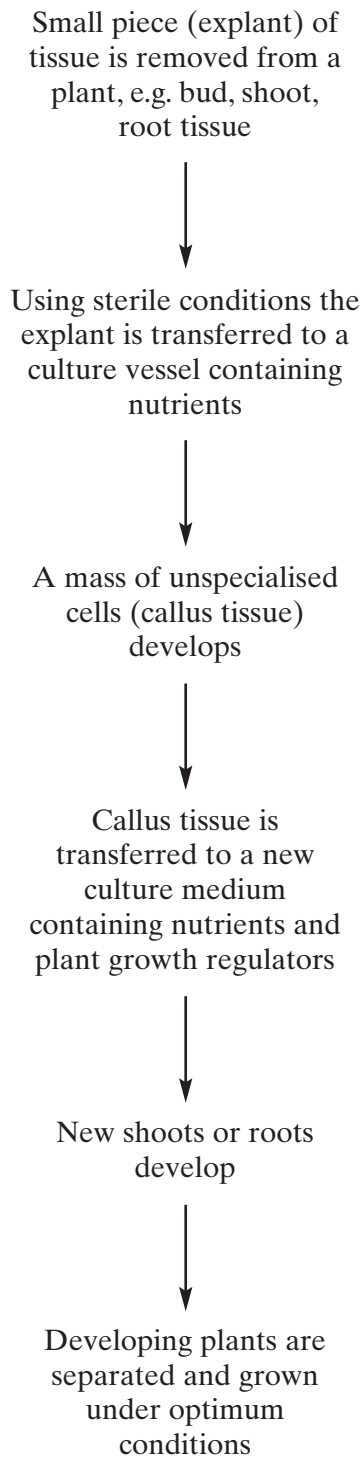 Small piece (explant) of
tissue is removed from a
plant, e.g. bud, shoot,
root tissue
Using sterile conditions the
explant is transferred to a
culture vessel containing
nutrients
A mass of unspecialised
cells (callus tissue)
develops
Callus tissue is
transferred to a new
culture medium
containing nutrients and
plant growth regulators
New shoots or roots
develop
Developing plants are
separated and grown
under optimum
conditions